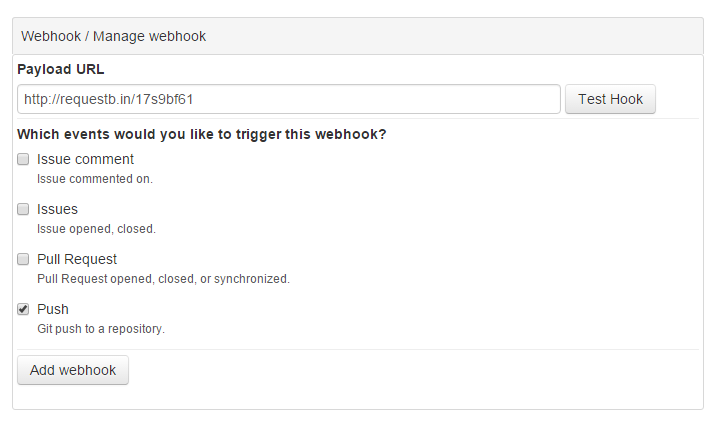 Webhook / Manage webhook
Payload URL
http://requestb.in/17s9bf61
Test Hook
Which events would you like to trigger this webhook?
Issue comment
Issue commented on.
Issues
Issue opened, closed.
Pull Request
Pull Request opened, closed, or synchronized.
Push
Git push to a repository.
Add webhook